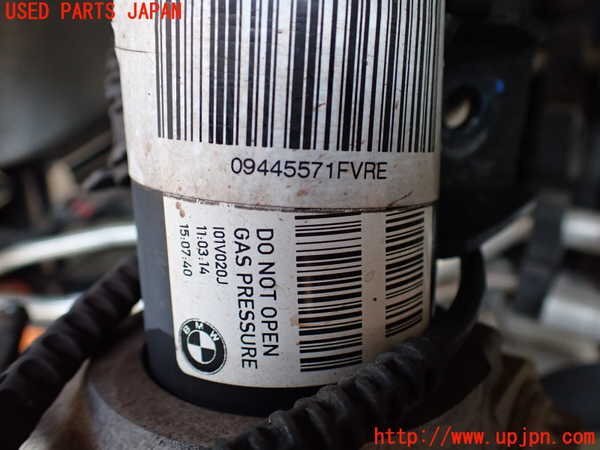 USED PARTS JAPAN
09445571FVRE
DO NOT OPEN
GAS PRESSURE
I01V020J
11:03:14
15:07:40
BMW
http://www.upjpn.com/